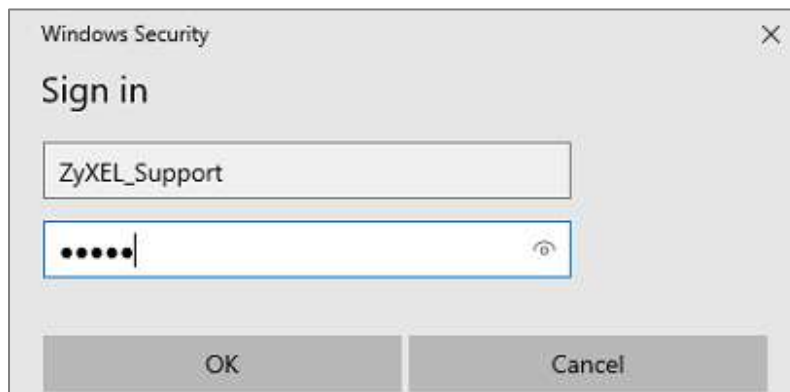 Windows Security
Sign in
ZyXEL_Support
•••••
OK
Cancel